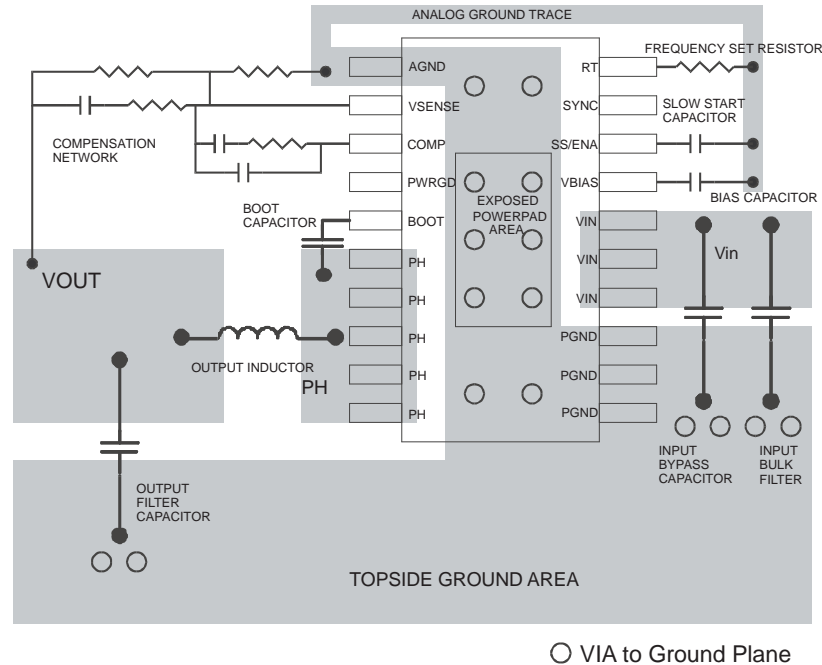 ANALOG GROUND TRACE
FREQUENCY SET RESISTOR
AGND
RT
VSENSE
SYNC
SLOW START
CAPACITOR
COMPENSATION
NETWORK
COMP
SS/ENA
PWRGD
VBIAS
BIAS CAPACITOR
BOOT
CAPACITOR
BOOT
EXPOSED
POWERPAD
AREA
VIN
PH
VIN
Vin
VOUT
PH
VIN
PH
PGND
OUTPUT INDUCTOR
PH
PH
PGND
PH
PGND
INPUT
BYPASS
CAPACITOR
INPUT
BULK
FILTER
OUTPUT
FILTER
CAPACITOR
TOPSIDE GROUND AREA
VIA to Ground Plane